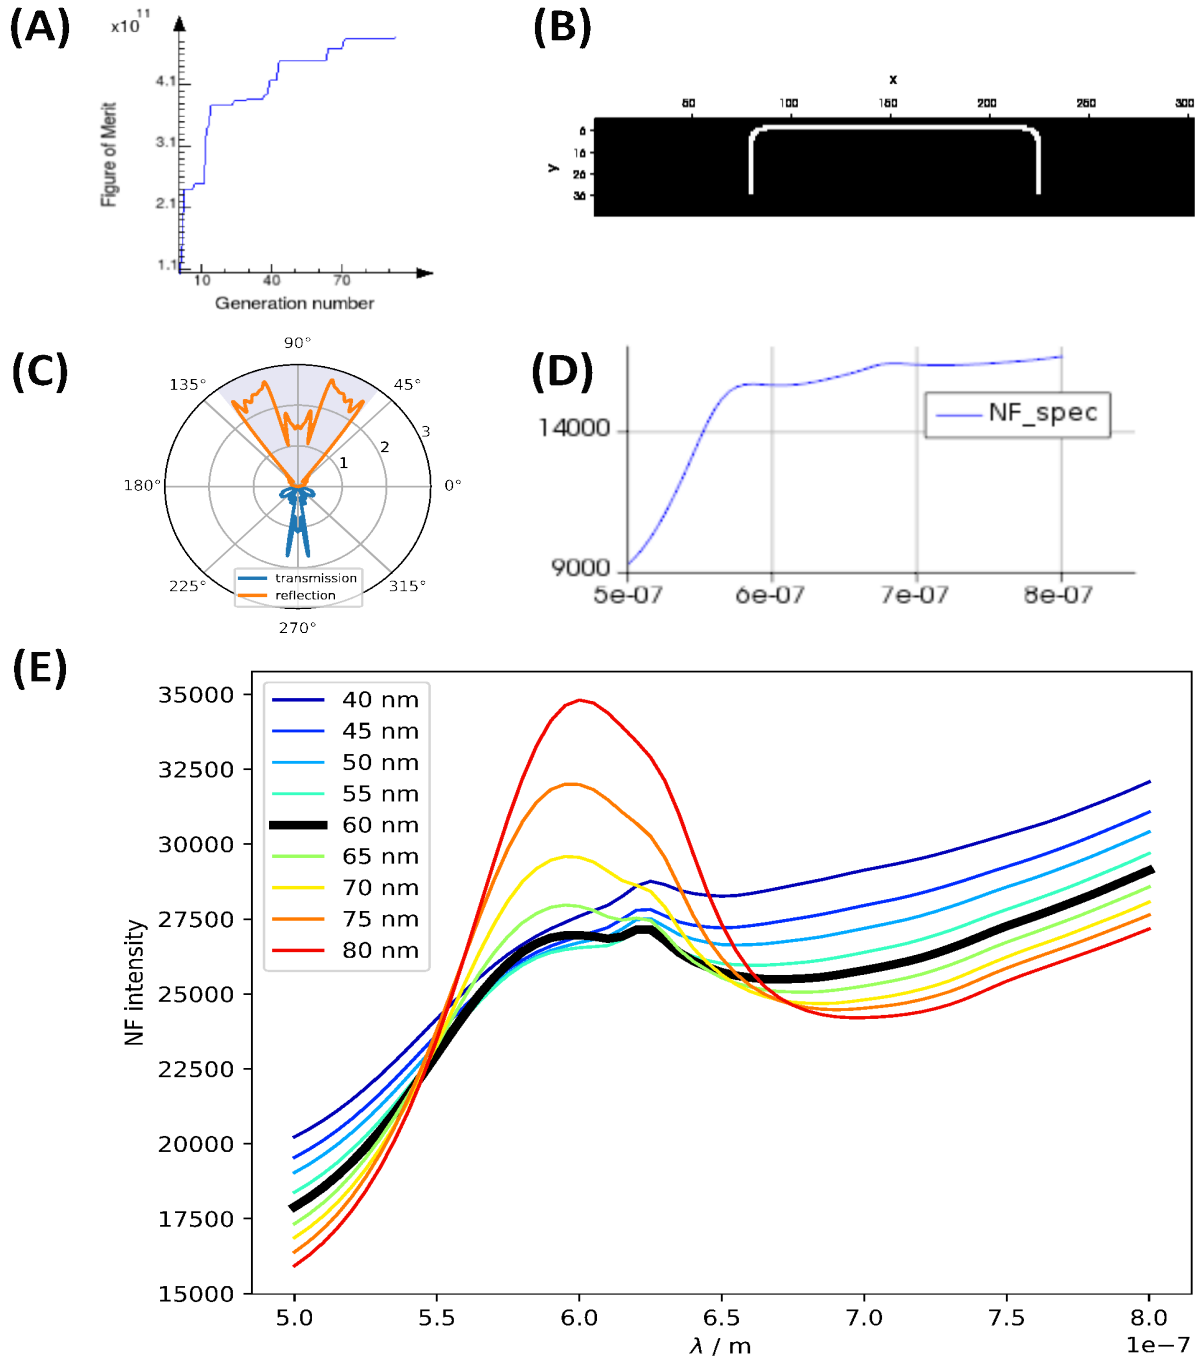 (A)
x10^11
4.1
3.1
2.1
1.1
Figure of Merit
10 40 70
Generation number
(B)
x
50 100 150 200 250 300
y
6
16
26
36
(C)
90°
135° 45°
3
2
1
180° 0°
225° 315°
transmission
reflection
270°
(D)
NF_spec
14000
9000
5e-07 6e-07 7e-07 8e-07
(E)
35000
32500
30000
27500
25000
22500
20000
17500
15000
NF intensity
40 nm
45 nm
50 nm
55 nm
60 nm
65 nm
70 nm
75 nm
80 nm
5.0 5.5 6.0 6.5 7.0 7.5 8.0
λ / m
1e−7